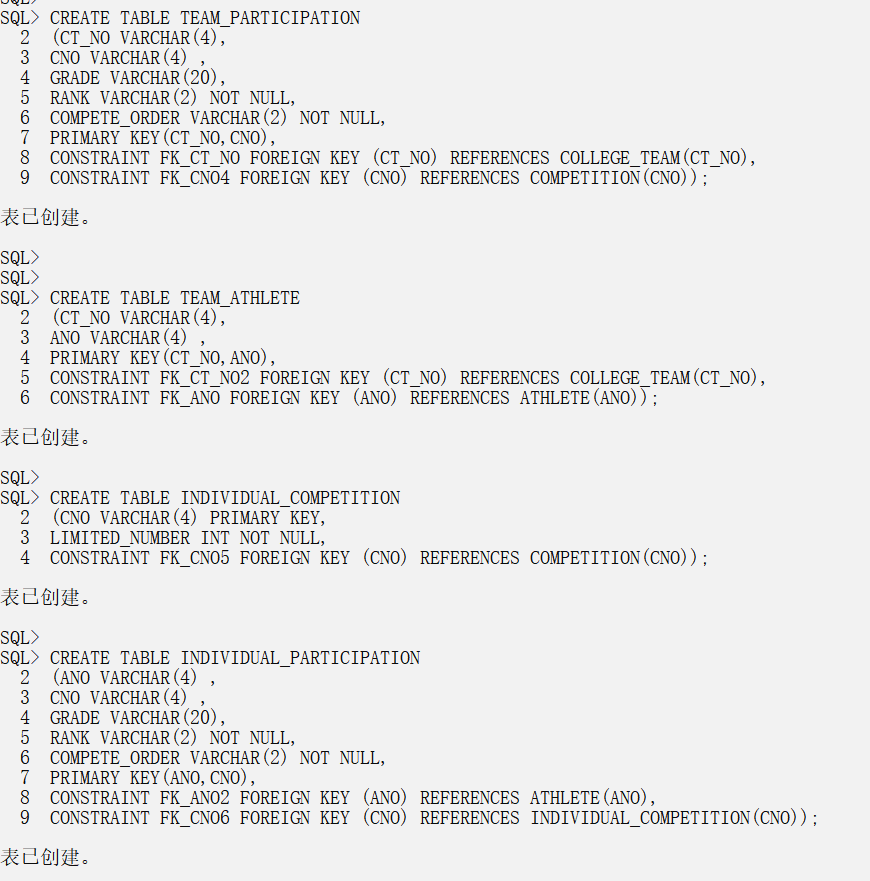 SQL>
SQL> CREATE TABLE TEAM_PARTICIPATION
2 (CT_NO VARCHAR(4),
3 CNO VARCHAR(4) ,
4 GRADE VARCHAR(20),
5 RANK VARCHAR(2) NOT NULL,
6 COMPETE_ORDER VARCHAR(2) NOT NULL,
7 PRIMARY KEY(CT_NO,CNO),
8 CONSTRAINT FK_CT_NO FOREIGN KEY (CT_NO) REFERENCES COLLEGE_TEAM(CT_NO),
9 CONSTRAINT FK_CNO4 FOREIGN KEY (CNO) REFERENCES COMPETITION(CNO));
表已创建。
SQL>
SQL>
SQL> CREATE TABLE TEAM_ATHLETE
2 (CT_NO VARCHAR(4),
3 ANO VARCHAR(4) ,
4 PRIMARY KEY(CT_NO,ANO),
5 CONSTRAINT FK_CT_NO2 FOREIGN KEY (CT_NO) REFERENCES COLLEGE_TEAM(CT_NO),
6 CONSTRAINT FK_ANO FOREIGN KEY (ANO) REFERENCES ATHLETE(ANO));
表已创建。
SQL>
SQL> CREATE TABLE INDIVIDUAL_COMPETITION
2 (CNO VARCHAR(4) PRIMARY KEY,
3 LIMITED_NUMBER INT NOT NULL,
4 CONSTRAINT FK_CNO5 FOREIGN KEY (CNO) REFERENCES COMPETITION(CNO));
表已创建。
SQL>
SQL> CREATE TABLE INDIVIDUAL_PARTICIPATION
2 (ANO VARCHAR(4) ,
3 CNO VARCHAR(4) ,
4 GRADE VARCHAR(20),
5 RANK VARCHAR(2) NOT NULL,
6 COMPETE_ORDER VARCHAR(2) NOT NULL,
7 PRIMARY KEY(ANO,CNO),
8 CONSTRAINT FK_ANO2 FOREIGN KEY (ANO) REFERENCES ATHLETE(ANO),
9 CONSTRAINT FK_CNO6 FOREIGN KEY (CNO) REFERENCES INDIVIDUAL_COMPETITION(CNO));
表已创建。